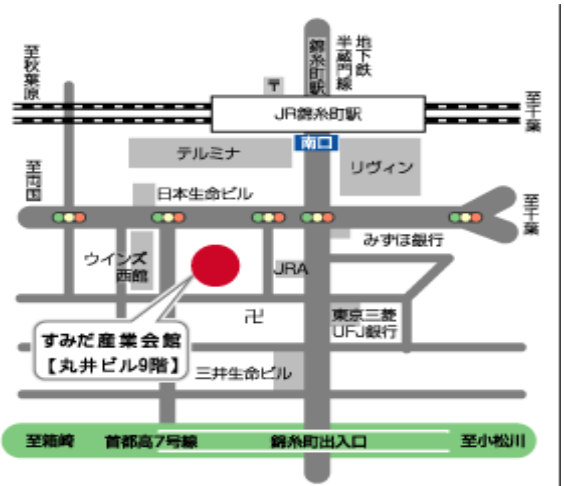 至秋葉原
錦糸町駅
地下鉄
半蔵門線
〒
JR錦糸町駅
至千葉
南口
テルミナ
リヴィン
至両国
日本生命ビル
至千葉
みずほ銀行
ウインズ
西館
JRA
卍
東京三菱
UFJ銀行
すみだ産業会館
【丸井ビル9階】
三井生命ビル
至箱崎
首都高7号線
錦糸町出入口
至小松川